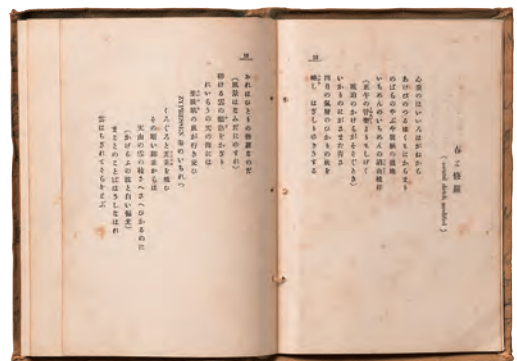 春と修羅
(mental sketch modified)
心象のはいいろはがねから
あけびのつるはくもにからまり
のばらのやぶや腐植の濕地
いちめんのいちめんの諂曲模様
(正午の管樂よりもしげく
琥珀のかけらがそそぐとき)
いかりのにがさまた青さ
四月の氣層のひかりの底を
唾し はぎしりゆききする
おれはひとりの修羅なのだ
(風景はなみだにゆすれ)
砕ける雲の眼路をかぎり
れいらうの天の海には
聖玻璃の風が行き交ひ
ZYPRESSEN 春のいちれつ
くろぐろと光素を吸ひ
その暗い脚並からは
天山の雪の稜さへひかるのに
(かげらふの波と白い偏光)
まことのことばはうしなはれ
雲はちぎれてそらをとぶ